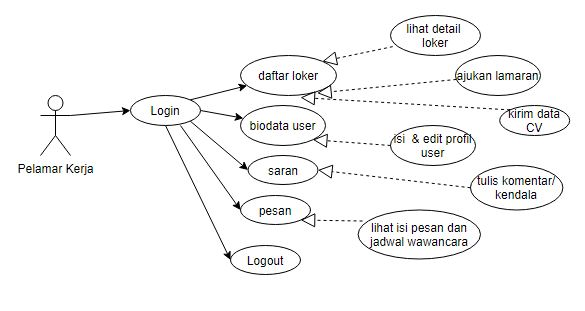 lihat detail
loker
daftar loker
ajukan lamaran
kirim data
CV
Login
biodata user
isi & edit profil
user
Pelamar Kerja
saran
tulis komentar/
kendala
pesan
lihat isi pesan dan
jadwal wawancara
Logout